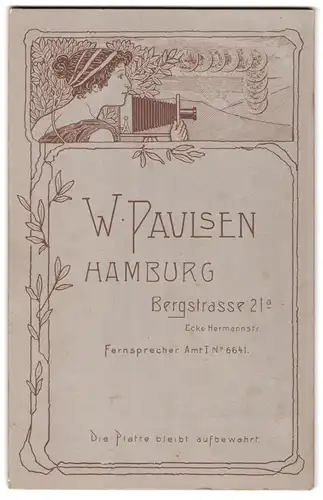 W. PAULSEN
HAMBURG
Bergstrasse 21a
Ecke Hermannstr.
Fernsprecher Amt I No 6641.
Die Platte bleibt aufbewahrt